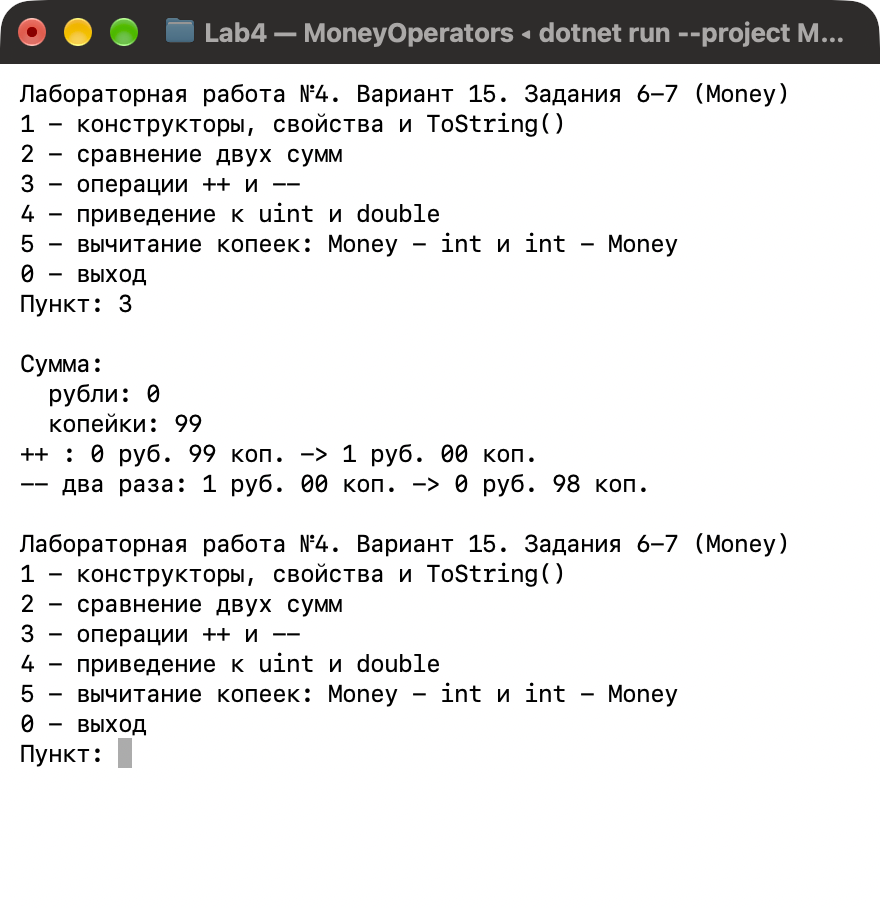 Lab4 — MoneyOperators ◂ dotnet run --project M...
Лабораторная работа №4. Вариант 15. Задания 6-7 (Money)
1 - конструкторы, свойства и ToString()
2 - сравнение двух сумм
3 - операции ++ и --
4 - приведение к uint и double
5 - вычитание копеек: Money - int и int - Money
0 - выход
Пункт: 3
Сумма:
  рубли: 0
  копейки: 99
++ : 0 руб. 99 коп. -> 1 руб. 00 коп.
-- два раза: 1 руб. 00 коп. -> 0 руб. 98 коп.
Лабораторная работа №4. Вариант 15. Задания 6-7 (Money)
1 - конструкторы, свойства и ToString()
2 - сравнение двух сумм
3 - операции ++ и --
4 - приведение к uint и double
5 - вычитание копеек: Money - int и int - Money
0 - выход
Пункт: